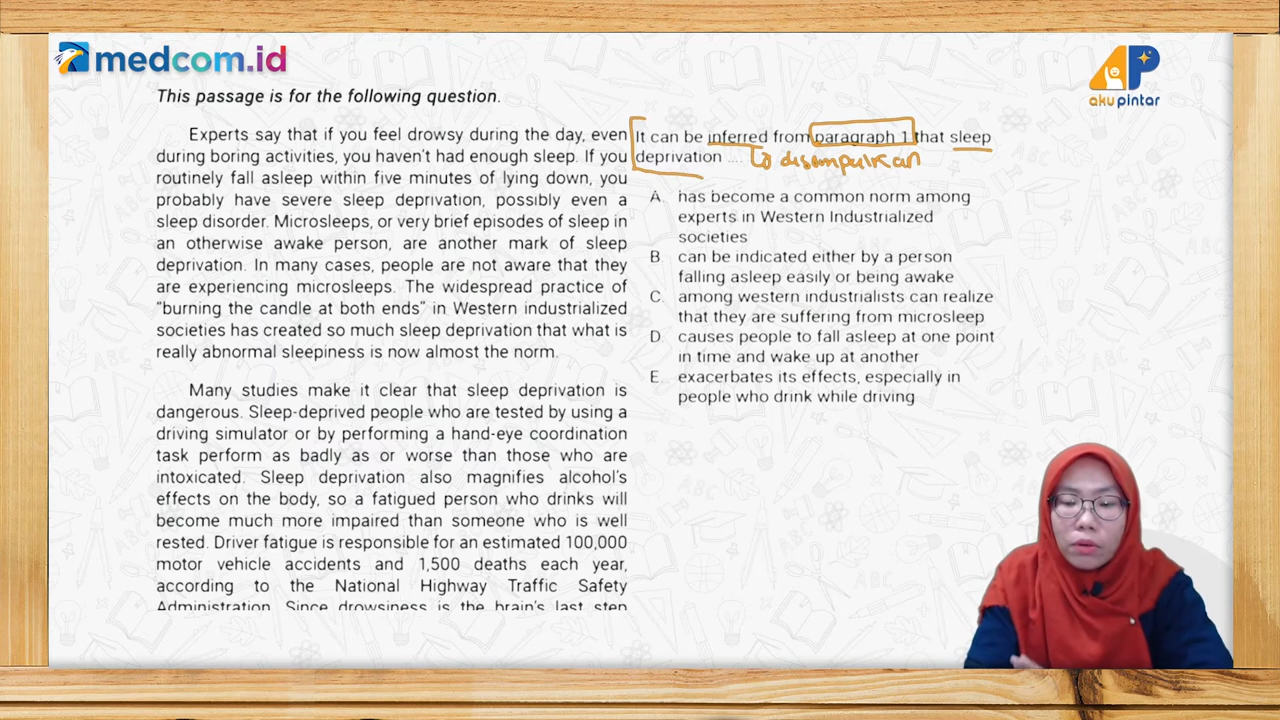 medcom.id
AP
aku pintar
This passage is for the following question.
Experts say that if you feel drowsy during the day, even
during boring activities, you haven't had enough sleep. If you
routinely fall asleep within five minutes of lying down, you
probably have severe sleep deprivation, possibly even a
sleep disorder. Microsleeps, or very brief episodes of sleep in
an otherwise awake person, are another mark of sleep
deprivation. In many cases, people are not aware that they
are experiencing microsleeps. The widespread practice of
“burning the candle at both ends” in Western industrialized
societies has created so much sleep deprivation that what is
really abnormal sleepiness is now almost the norm.
Many studies make it clear that sleep deprivation is
dangerous. Sleep-deprived people who are tested by using a
driving simulator or by performing a hand-eye coordination
task perform as badly as or worse than those who are
intoxicated. Sleep deprivation also magnifies alcohol's
effects on the body, so a fatigued person who drinks will
become much more impaired than someone who is well
rested. Driver fatigue is responsible for an estimated 100,000
motor vehicle accidents and 1,500 deaths each year,
according to the National Highway Traffic Safety
Administration. Since drowsiness is the brain's last step
It can be inferred from paragraph 1 that sleep
deprivation ....
disimpulkan
A. has become a common norm among
experts in Western Industrialized
societies
B. can be indicated either by a person
falling asleep easily or being awake
C. among western industrialists can realize
that they are suffering from microsleep
D. causes people to fall asleep at one point
in time and wake up at another
E. exacerbates its effects, especially in
people who drink while driving